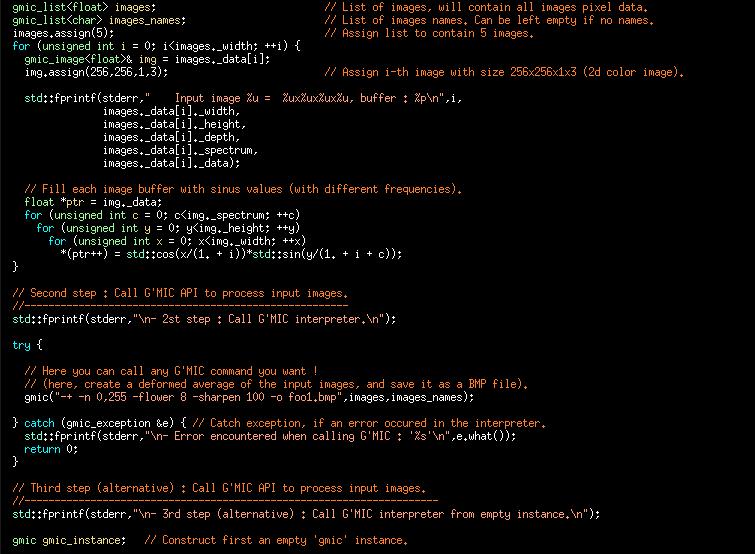 gmic_list<float> images;                            // List of images, will contain all images pixel data.
gmic_list<char> images_names;                       // List of images names. Can be left empty if no names.
images.assign(5);                                   // Assign list to contain 5 images.
for (unsigned int i = 0; i<images._width; ++i) {
  gmic_image<float>& img = images._data[i];
  img.assign(256,256,1,3);                          // Assign i-th image with size 256x256x1x3 (2d color image).

  std::fprintf(stderr,"    Input image %u =  %ux%ux%ux%u, buffer : %p\n",i,
               images._data[i]._width,
               images._data[i]._height,
               images._data[i]._depth,
               images._data[i]._spectrum,
               images._data[i]._data);

  // Fill each image buffer with sinus values (with different frequencies).
  float *ptr = img._data;
  for (unsigned int c = 0; c<img._spectrum; ++c)
    for (unsigned int y = 0; y<img._height; ++y)
      for (unsigned int x = 0; x<img._width; ++x)
        *(ptr++) = std::cos(x/(1. + i))*std::sin(y/(1. + i + c));
}

// Second step : Call G'MIC API to process input images.
//------------------------------------------------------
std::fprintf(stderr,"\n- 2st step : Call G'MIC interpreter.\n");

try {

  // Here you can call any G'MIC command you want !
  // (here, create a deformed average of the input images, and save it as a BMP file).
  gmic("-+ -n 0,255 -flower 8 -sharpen 100 -o foo1.bmp",images,images_names);

} catch (gmic_exception &e) { // Catch exception, if an error occured in the interpreter.
  std::fprintf(stderr,"\n- Error encountered when calling G'MIC : '%s'\n",e.what());
  return 0;
}

// Third step (alternative) : Call G'MIC API to process input images.
//---------------------------------------------------------------------
std::fprintf(stderr,"\n- 3rd step (alternative) : Call G'MIC interpreter from empty instance.\n");

gmic gmic_instance;   // Construct first an empty 'gmic' instance.